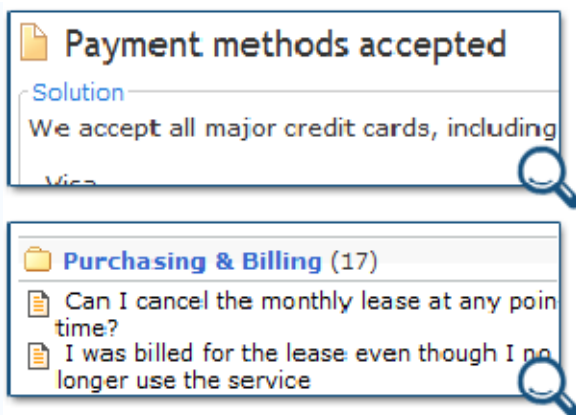 Payment methods accepted
Solution
We accept all major credit cards, including
Visa
Purchasing & Billing (17)
Can I cancel the monthly lease at any poin
time?
I was billed for the lease even though I no
longer use the service